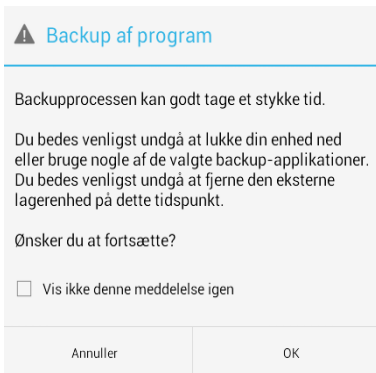 Backup af program
Backupprocessen kan godt tage et stykke tid.
Du bedes venligst undgå at lukke din enhed ned
eller bruge nogle af de valgte backup-applikationer.
Du bedes venligst undgå at fjerne den eksterne
lagerenhed på dette tidspunkt.
Ønsker du at fortsætte?
Vis ikke denne meddelelse igen
Annuller
OK